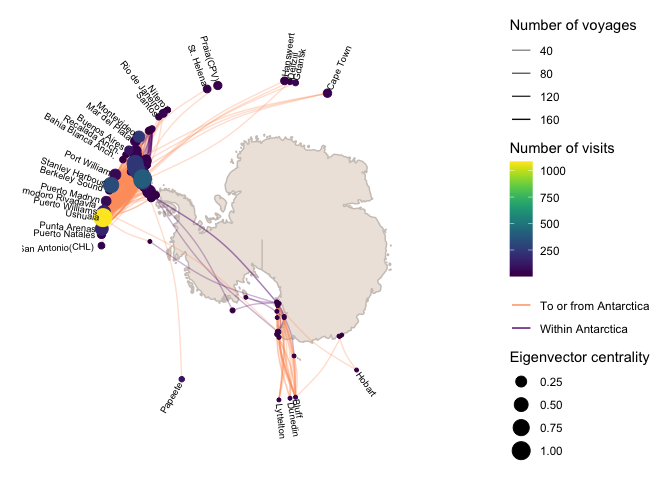 Number of voyages
40
80
120
160
Number of visits
1000
750
500
250
To or from Antarctica
Within Antarctica
Eigenvector centrality
0.25
0.50
0.75
1.00
Praia(CPV)
St. Helena
Hansweert
Delfzijl
Gdansk
Cape Town
Niteroi
Rio de Janeiro
Santos
Montevideo
Mar del Plata
Buenos Aires
Recalada Anch.
Bahia Blanca Anch.
Port William
Stanley Harbour
Berkeley Sound
Puerto Madryn
modoro Rivadavia
Puerto Williams
Ushuaia
Punta Arenas
Puerto Natales
San Antonio(CHL)
Papeete
Lyttelton
Dunedin
Bluff
Hobart